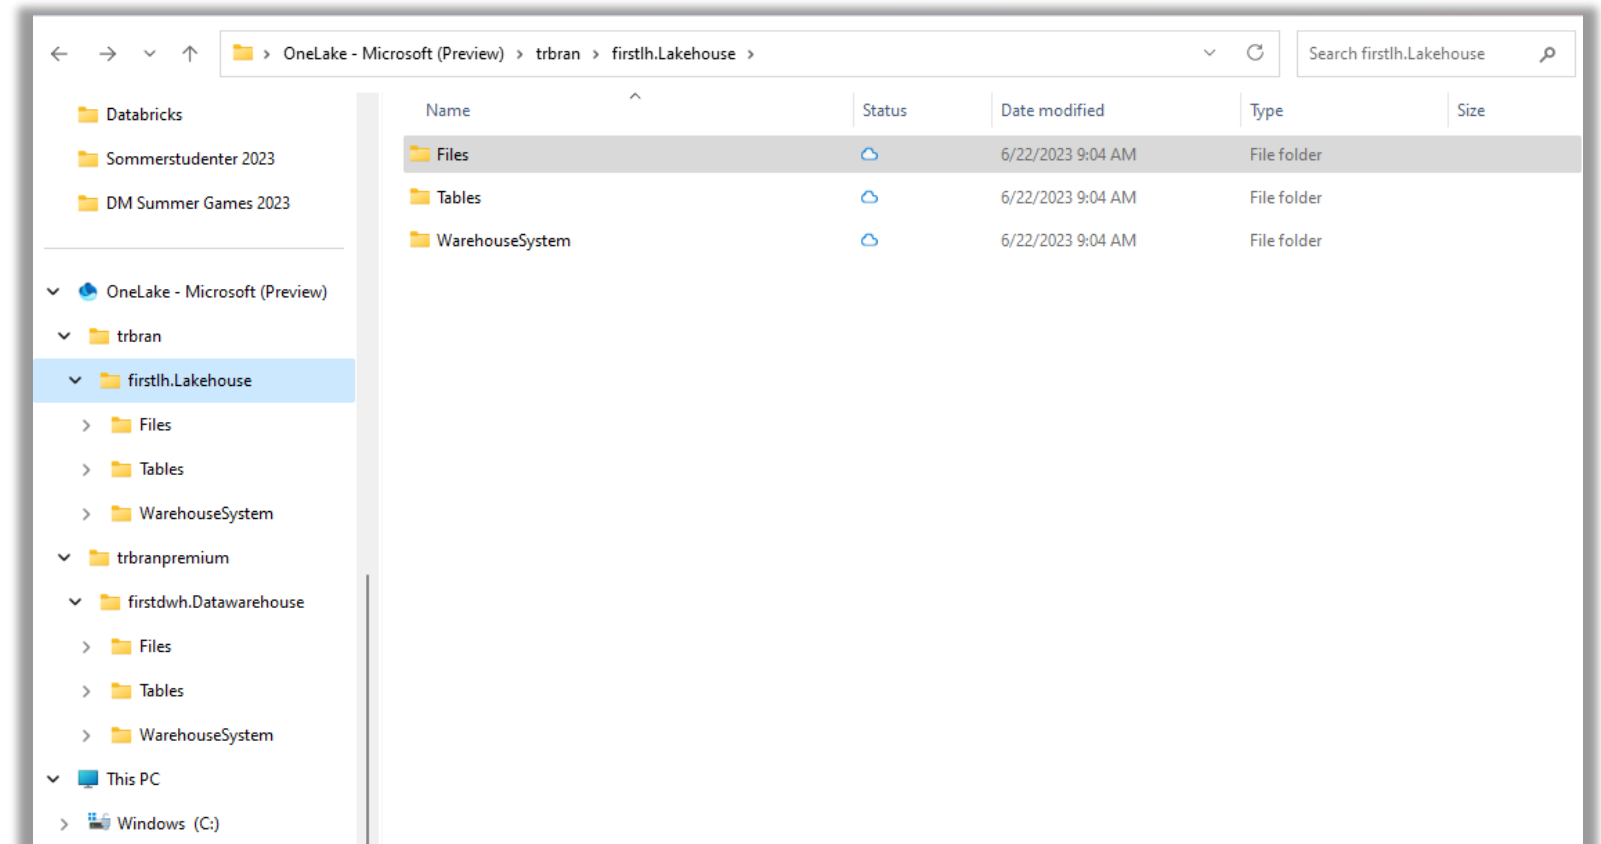 OneLake - Microsoft (Preview) > trbran > firstlh.Lakehouse >
Search firstlh.Lakehouse
Databricks
Sommerstudenter 2023
DM Summer Games 2023
OneLake - Microsoft (Preview)
trbran
firstlh.Lakehouse
Files
Tables
WarehouseSystem
trbranpremium
firstdwh.Datawarehouse
Files
Tables
WarehouseSystem
This PC
Windows (C:)
Name Status Date modified Type Size
Files 6/22/2023 9:04 AM File folder
Tables 6/22/2023 9:04 AM File folder
WarehouseSystem 6/22/2023 9:04 AM File folder